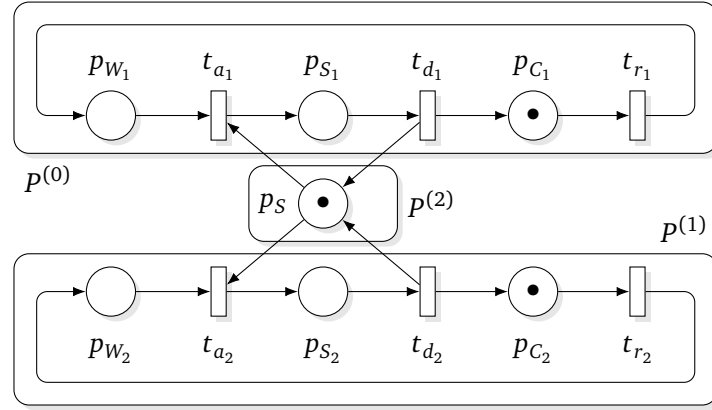 p_{W_1} t_{a_1} p_{S_1} t_{d_1} p_{C_1} t_{r_1}
P^{(0)}
p_S P^{(2)}
P^{(1)}
p_{W_2} t_{a_2} p_{S_2} t_{d_2} p_{C_2} t_{r_2}